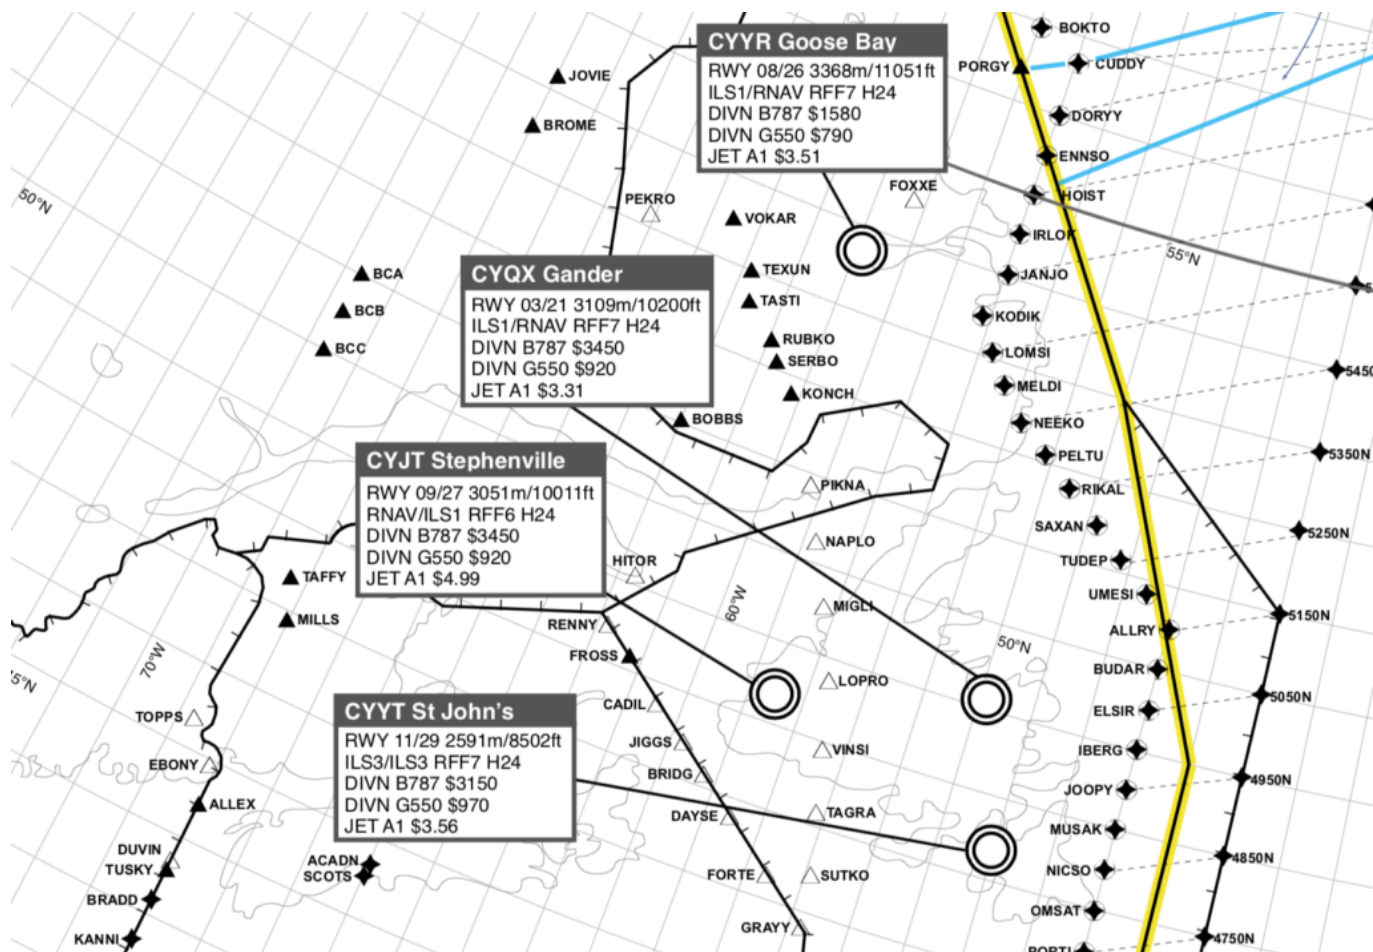 BOKTO
CYYR Goose Bay
RWY 08/26 3368m/11051ft
ILS1/RNAV RFF7 H24
DIVN B787 $1580
DIVN G550 $790
JET A1 $3.51
PORGY
CUDDY
JOVIE
DORYY
BROME
ENNSO
FOXXE
HOIST
PEKRO
50°N
VOKAR
IRLOK
55°N
CYQX Gander
RWY 03/21 3109m/10200ft
ILS1/RNAV RFF7 H24
DIVN B787 $3450
DIVN G550 $920
JET A1 $3.31
BCA
TEXUN
JANJO
TASTI
BCB
KODIK
RUBKO
BCC
SERBO
LOMSI
5450
MELDI
KONCH
BOBBS
NEEKO
PELTU
5350N
CYJT Stephenville
RWY 09/27 3051m/10011ft
RNAV/ILS1 RFF6 H24
DIVN B787 $3450
DIVN G550 $920
JET A1 $4.99
PIKNA
RIKAL
SAXAN
5250N
NAPLO
TUDEP
HITOR
TAFFY
60°W
UMESI
MIGLI
5150N
MILLS
RENNY
ALLRY
50°N
70°W
FROSS
BUDAR
5°N
LOPRO
5050N
CYYT St John's
RWY 11/29 2591m/8502ft
ILS3/ILS3 RFF7 H24
DIVN B787 $3150
DIVN G550 $970
JET A1 $3.56
CADIL
ELSIR
TOPPS
JIGGS
VINSI
IBERG
EBONY
BRIDG
4950N
JOOPY
ALLEX
DAYSE
TAGRA
MUSAK
DUVIN
TUSKY
ACADN
SCOTS
4850N
NICSO
FORTE
SUTKO
BRADD
OMSAT
GRAYY
KANNI
4750N
PORTI